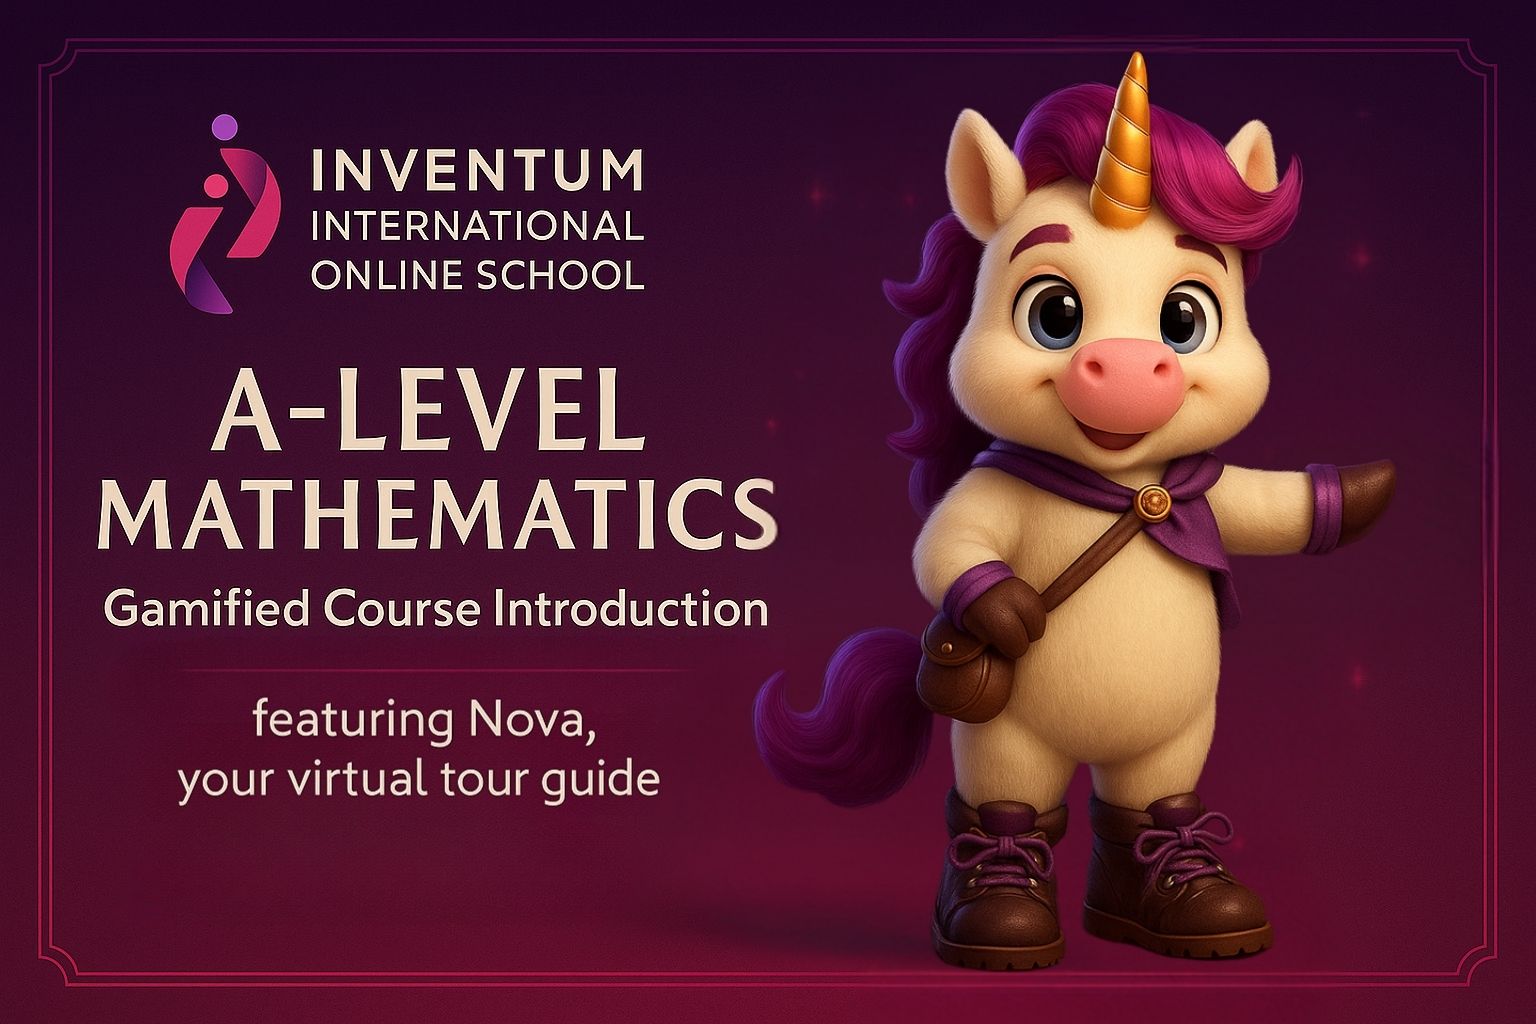 INVENTUM
INTERNATIONAL
ONLINE SCHOOL
A-LEVEL
MATHEMATICS
Gamified Course Introduction
featuring Nova,
your virtual tour guide